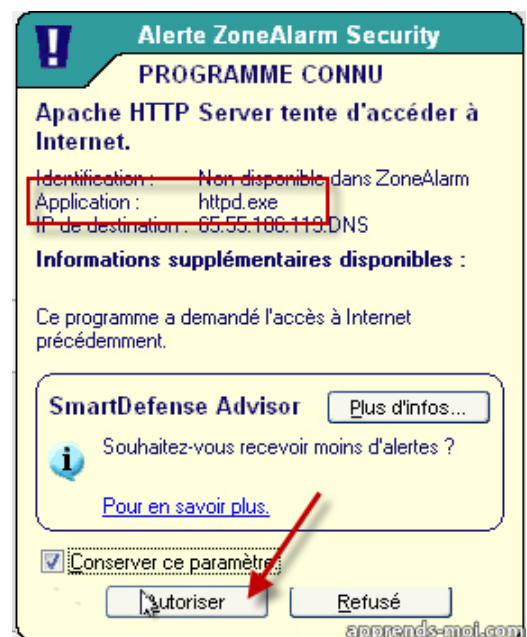 !
Alerte ZoneAlarm Security
PROGRAMME CONNU
Apache HTTP Server tente d'accéder à
Internet.
Identification : Non disponible dans ZoneAlarm
Application : httpd.exe
IP de destination : 65.55.186.113:DNS
Informations supplémentaires disponibles :
Ce programme a demandé l'accès à Internet
précédemment.
SmartDefense Advisor Plus d'infos...
i Souhaitez-vous recevoir moins d'alertes ?
Pour en savoir plus.
Conserver ce paramètre.
Autoriser Refusé
apprends-moi.com